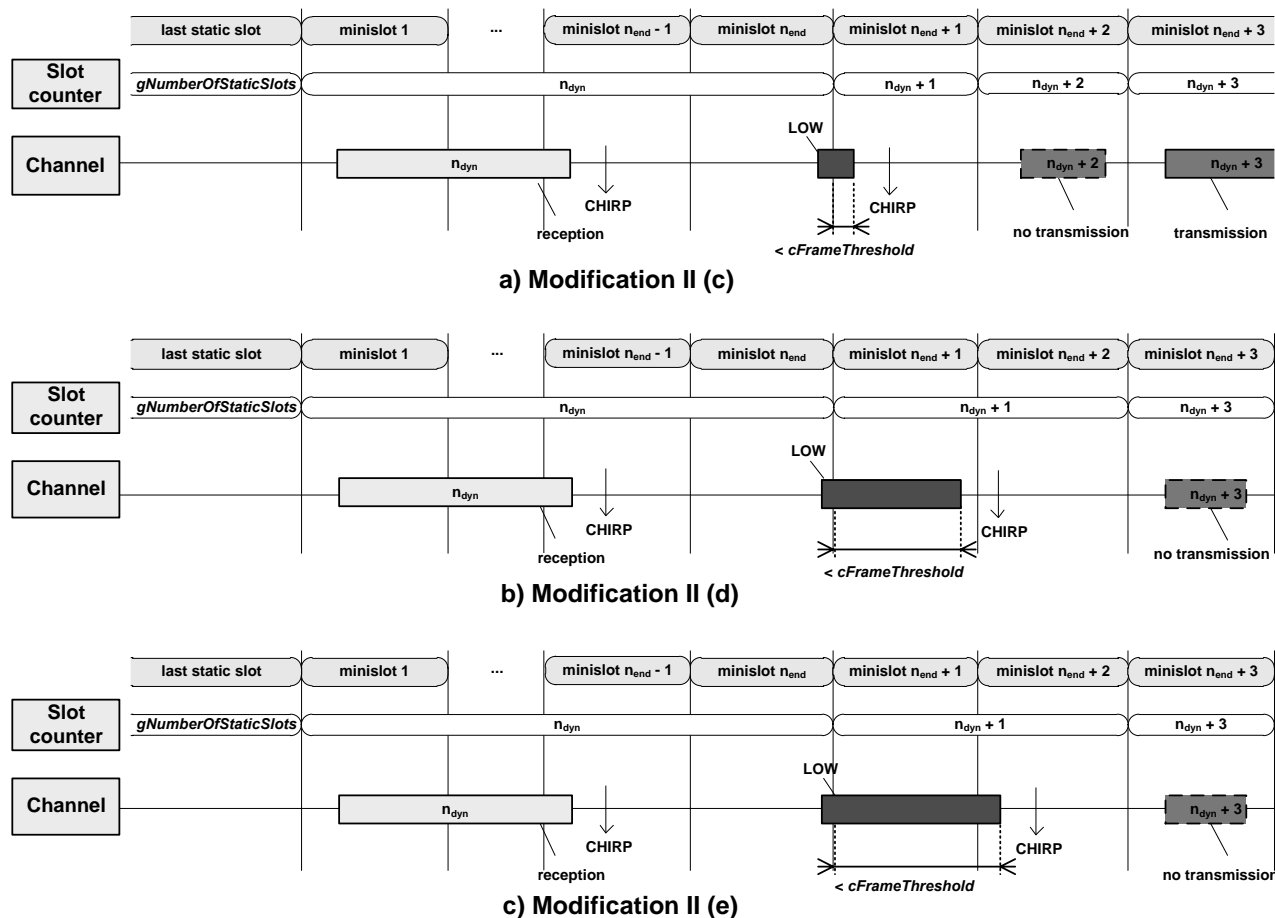 last static slot minislot 1 ... minislot nend - 1 minislot nend minislot nend + 1 minislot nend + 2 minislot nend + 3
Slot counter gNumberOfStaticSlots ndyn ndyn + 1 ndyn + 2 ndyn + 3
LOW
Channel ndyn ndyn + 2 ndyn + 3
CHIRP CHIRP
reception no transmission transmission
< cFrameThreshold
a) Modification II (c)
last static slot minislot 1 ... minislot nend - 1 minislot nend minislot nend + 1 minislot nend + 2 minislot nend + 3
Slot counter gNumberOfStaticSlots ndyn ndyn + 1 ndyn + 3
LOW
Channel ndyn ndyn + 3
CHIRP CHIRP
reception no transmission
< cFrameThreshold
b) Modification II (d)
last static slot minislot 1 ... minislot nend - 1 minislot nend minislot nend + 1 minislot nend + 2 minislot nend + 3
Slot counter gNumberOfStaticSlots ndyn ndyn + 1 ndyn + 3
LOW
Channel ndyn ndyn + 3
CHIRP CHIRP
reception no transmission
< cFrameThreshold
c) Modification II (e)